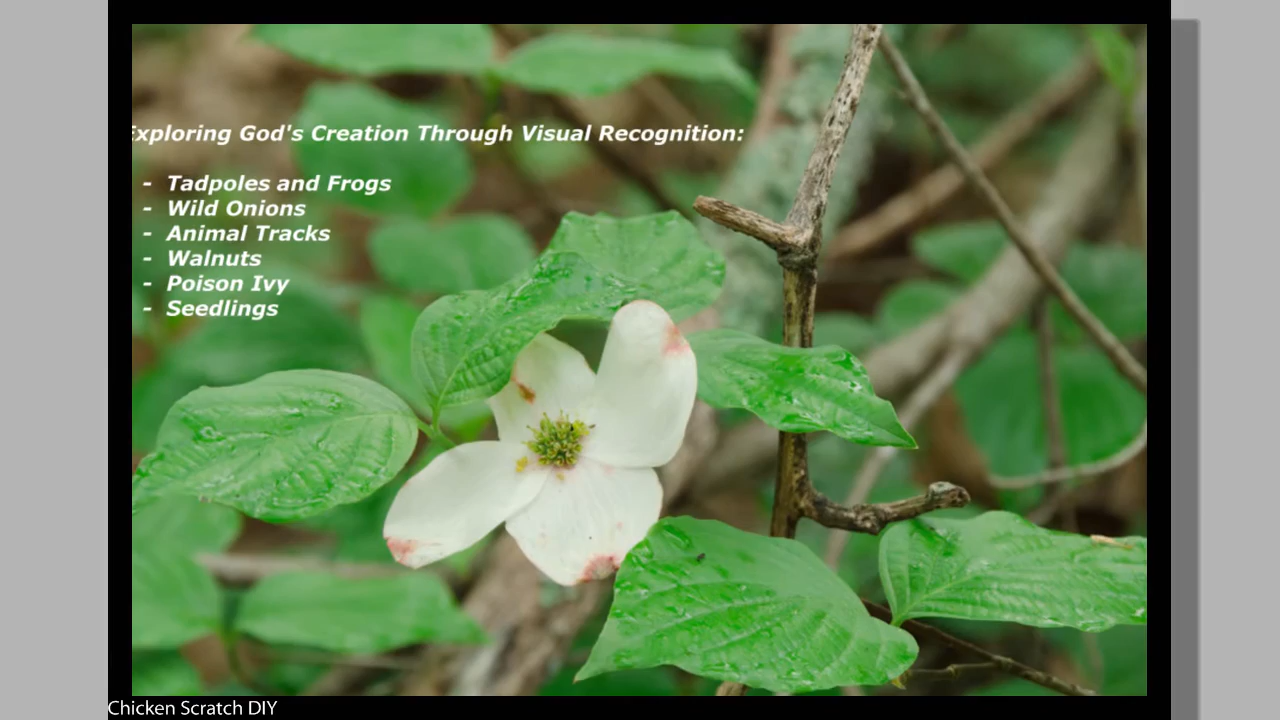 Exploring God's Creation Through Visual Recognition:
- Tadpoles and Frogs
- Wild Onions
- Animal Tracks
- Walnuts
- Poison Ivy
- Seedlings
Chicken Scratch DIY